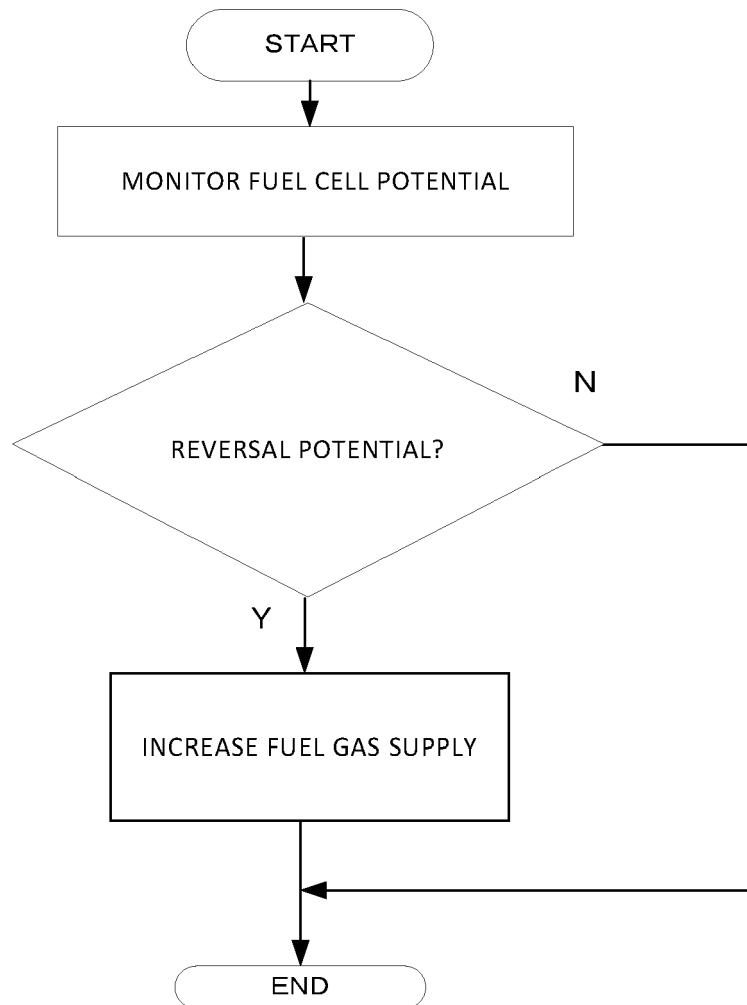 START
MONITOR FUEL CELL POTENTIAL
N
REVERSAL POTENTIAL?
Y
INCREASE FUEL GAS SUPPLY
END